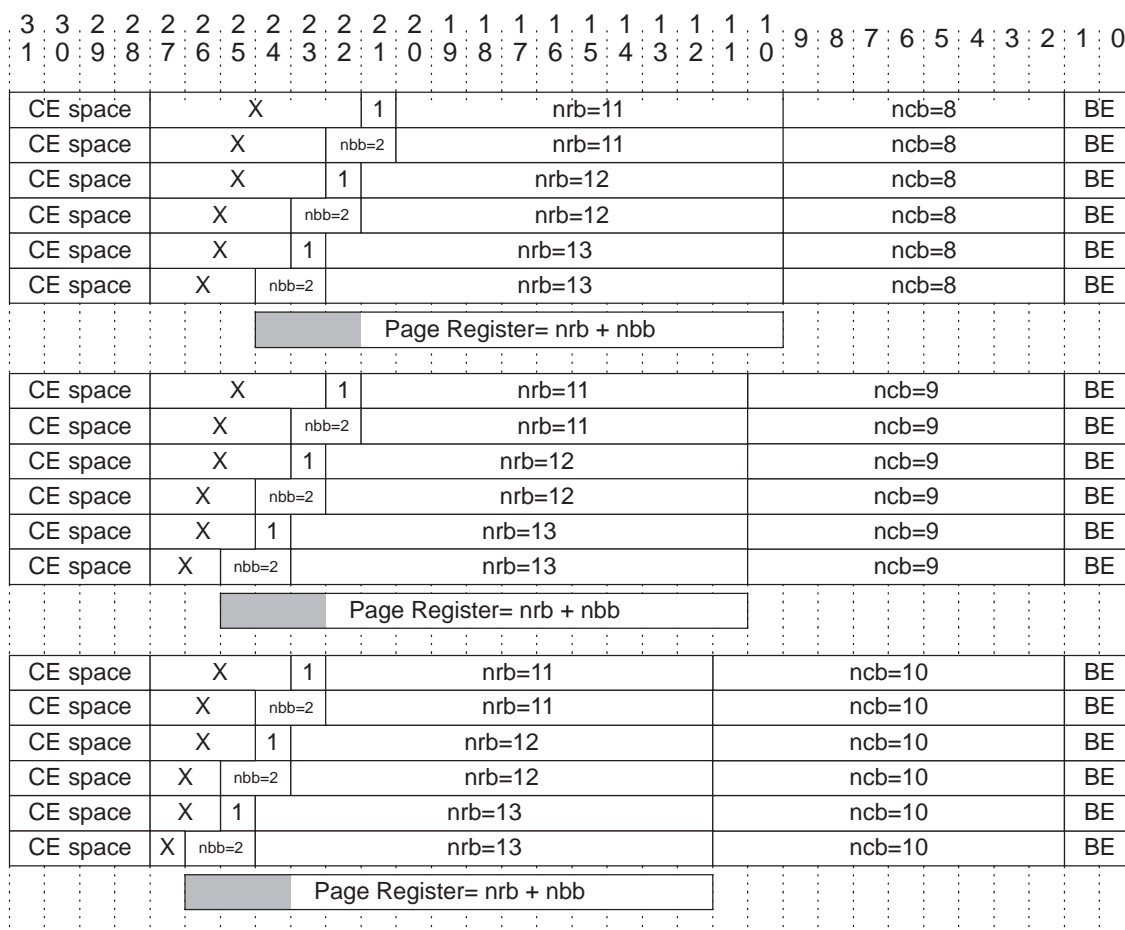 3 3 2 2 2 2 2 2 2 2 2 2 1 1 1 1 1 1 1 1 1 1 9 8 7 6 5 4 3 2 1 0
1 0 9 8 7 6 5 4 3 2 1 0 9 8 7 6 5 4 3 2 1 0
CE space X 1 nrb=11 ncb=8 BE
CE space X nbb=2 nrb=11 ncb=8 BE
CE space X 1 nrb=12 ncb=8 BE
CE space X nbb=2 nrb=12 ncb=8 BE
CE space X 1 nrb=13 ncb=8 BE
CE space X nbb=2 nrb=13 ncb=8 BE
Page Register= nrb + nbb
CE space X 1 nrb=11 ncb=9 BE
CE space X nbb=2 nrb=11 ncb=9 BE
CE space X 1 nrb=12 ncb=9 BE
CE space X nbb=2 nrb=12 ncb=9 BE
CE space X 1 nrb=13 ncb=9 BE
CE space X nbb=2 nrb=13 ncb=9 BE
Page Register= nrb + nbb
CE space X 1 nrb=11 ncb=10 BE
CE space X nbb=2 nrb=11 ncb=10 BE
CE space X 1 nrb=12 ncb=10 BE
CE space X nbb=2 nrb=12 ncb=10 BE
CE space X 1 nrb=13 ncb=10 BE
CE space X nbb=2 nrb=13 ncb=10 BE
Page Register= nrb + nbb